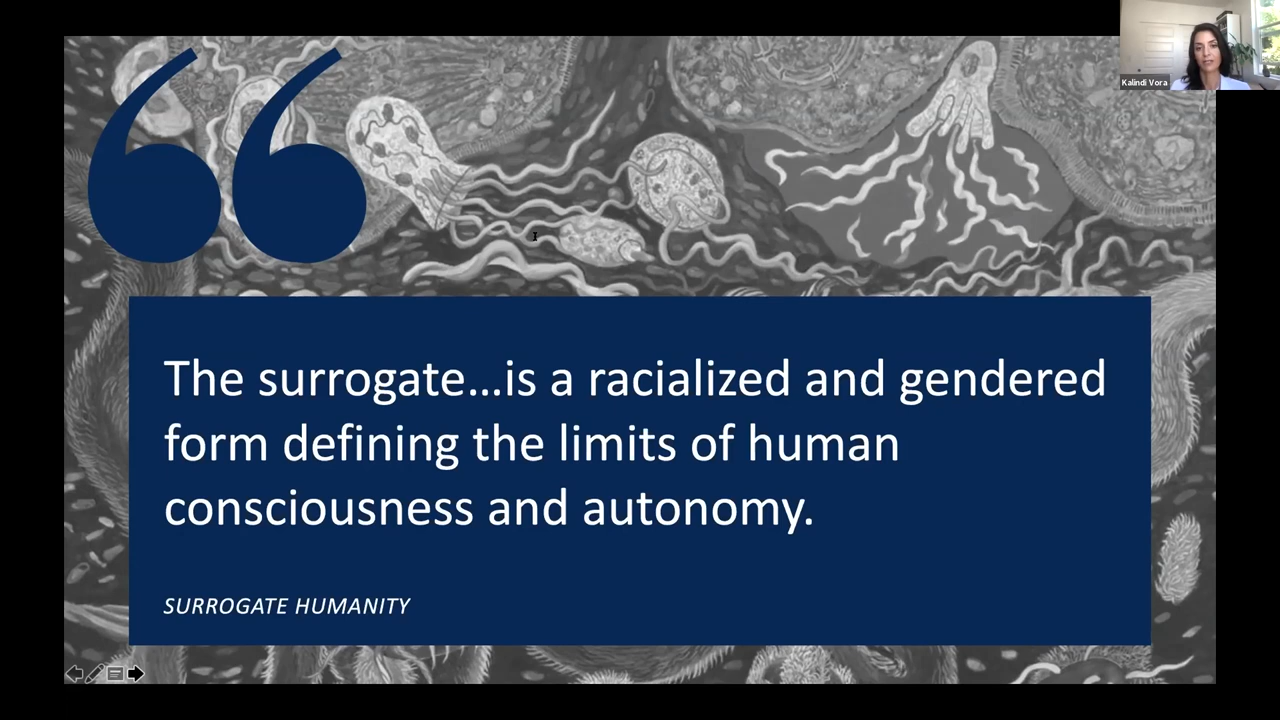 Kalindi Vora
“
The surrogate...is a racialized and gendered
form defining the limits of human
consciousness and autonomy.
SURROGATE HUMANITY